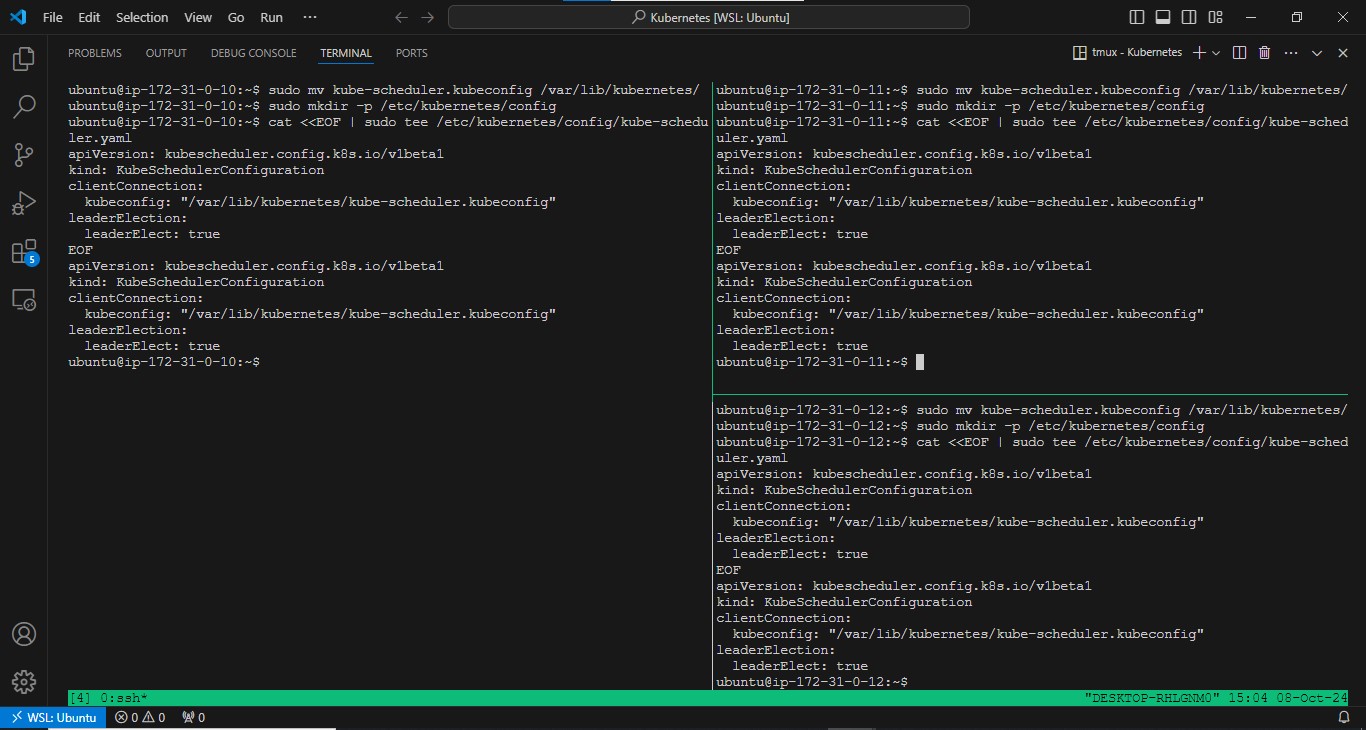 File Edit Selection View Go Run ···
Kubernetes [WSL: Ubuntu]
PROBLEMS OUTPUT DEBUG CONSOLE TERMINAL PORTS
tmux - Kubernetes
ubuntu@ip-172-31-0-10:~$ sudo mv kube-scheduler.kubeconfig /var/lib/kubernetes/
ubuntu@ip-172-31-0-10:~$ sudo mkdir -p /etc/kubernetes/config
ubuntu@ip-172-31-0-10:~$ cat <<EOF | sudo tee /etc/kubernetes/config/kube-schedu
ler.yaml
apiVersion: kubescheduler.config.k8s.io/v1beta1
kind: KubeSchedulerConfiguration
clientConnection:
  kubeconfig: "/var/lib/kubernetes/kube-scheduler.kubeconfig"
leaderElection:
  leaderElect: true
EOF
apiVersion: kubescheduler.config.k8s.io/v1beta1
kind: KubeSchedulerConfiguration
clientConnection:
  kubeconfig: "/var/lib/kubernetes/kube-scheduler.kubeconfig"
leaderElection:
  leaderElect: true
ubuntu@ip-172-31-0-10:~$
ubuntu@ip-172-31-0-11:~$ sudo mv kube-scheduler.kubeconfig /var/lib/kubernetes/
ubuntu@ip-172-31-0-11:~$ sudo mkdir -p /etc/kubernetes/config
ubuntu@ip-172-31-0-11:~$ cat <<EOF | sudo tee /etc/kubernetes/config/kube-sched
uler.yaml
apiVersion: kubescheduler.config.k8s.io/v1beta1
kind: KubeSchedulerConfiguration
clientConnection:
  kubeconfig: "/var/lib/kubernetes/kube-scheduler.kubeconfig"
leaderElection:
  leaderElect: true
EOF
apiVersion: kubescheduler.config.k8s.io/v1beta1
kind: KubeSchedulerConfiguration
clientConnection:
  kubeconfig: "/var/lib/kubernetes/kube-scheduler.kubeconfig"
leaderElection:
  leaderElect: true
ubuntu@ip-172-31-0-11:~$
ubuntu@ip-172-31-0-12:~$ sudo mv kube-scheduler.kubeconfig /var/lib/kubernetes/
ubuntu@ip-172-31-0-12:~$ sudo mkdir -p /etc/kubernetes/config
ubuntu@ip-172-31-0-12:~$ cat <<EOF | sudo tee /etc/kubernetes/config/kube-sched
uler.yaml
apiVersion: kubescheduler.config.k8s.io/v1beta1
kind: KubeSchedulerConfiguration
clientConnection:
  kubeconfig: "/var/lib/kubernetes/kube-scheduler.kubeconfig"
leaderElection:
  leaderElect: true
EOF
apiVersion: kubescheduler.config.k8s.io/v1beta1
kind: KubeSchedulerConfiguration
clientConnection:
  kubeconfig: "/var/lib/kubernetes/kube-scheduler.kubeconfig"
leaderElection:
  leaderElect: true
ubuntu@ip-172-31-0-12:~$
5
[4] 0:ssh* "DESKTOP-RHLGNM0" 15:04 08-Oct-24
WSL: Ubuntu 0 0 0